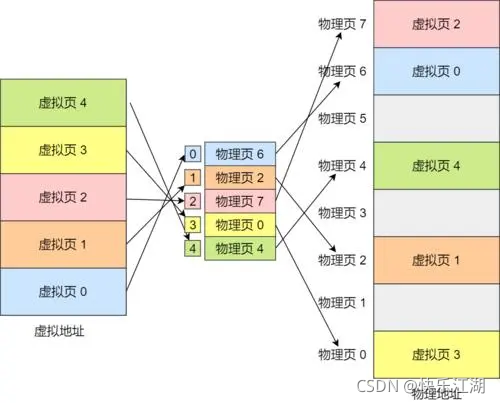 虚拟页 4
虚拟页 3
虚拟页 2
虚拟页 1
虚拟页 0
虚拟地址
0 物理页 6
1 物理页 2
2 物理页 7
3 物理页 0
4 物理页 4
物理页 7 虚拟页 2
物理页 6 虚拟页 0
物理页 5
物理页 4 虚拟页 4
物理页 3
物理页 2 虚拟页 1
物理页 1
物理页 0 虚拟页 3
物理地址
CSDN @快乐江湖